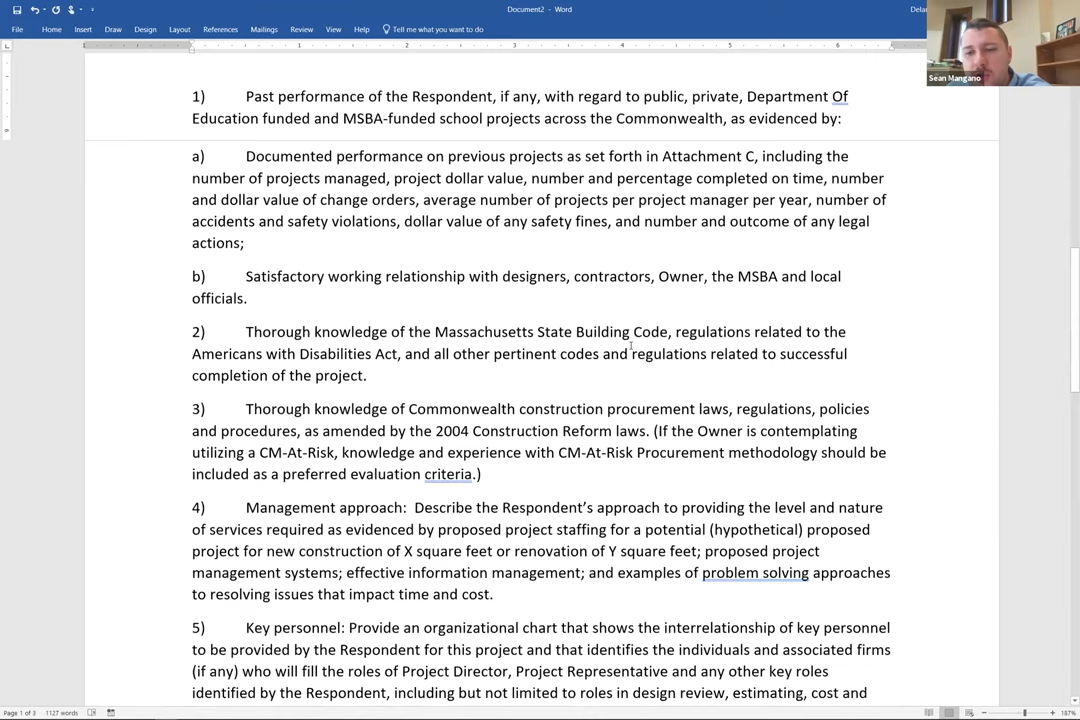 Document2 - Word
Delan
File Home Insert Draw Design Layout References Mailings Review View Help Tell me what you want to do
Sean Mangano
1 1 2 3 4 5 6
1) Past performance of the Respondent, if any, with regard to public, private, Department Of
Education funded and MSBA-funded school projects across the Commonwealth, as evidenced by:
a) Documented performance on previous projects as set forth in Attachment C, including the
number of projects managed, project dollar value, number and percentage completed on time, number
and dollar value of change orders, average number of projects per project manager per year, number of
accidents and safety violations, dollar value of any safety fines, and number and outcome of any legal
actions;
b) Satisfactory working relationship with designers, contractors, Owner, the MSBA and local
officials.
2) Thorough knowledge of the Massachusetts State Building Code, regulations related to the
Americans with Disabilities Act, and all other pertinent codes and regulations related to successful
completion of the project.
3) Thorough knowledge of Commonwealth construction procurement laws, regulations, policies
and procedures, as amended by the 2004 Construction Reform laws. (If the Owner is contemplating
utilizing a CM-At-Risk, knowledge and experience with CM-At-Risk Procurement methodology should be
included as a preferred evaluation criteria.)
4) Management approach: Describe the Respondent’s approach to providing the level and nature
of services required as evidenced by proposed project staffing for a potential (hypothetical) proposed
project for new construction of X square feet or renovation of Y square feet; proposed project
management systems; effective information management; and examples of problem solving approaches
to resolving issues that impact time and cost.
5) Key personnel: Provide an organizational chart that shows the interrelationship of key personnel
to be provided by the Respondent for this project and that identifies the individuals and associated firms
(if any) who will fill the roles of Project Director, Project Representative and any other key roles
identified by the Respondent, including but not limited to roles in design review, estimating, cost and
Page 1 of 3 1127 words 187%